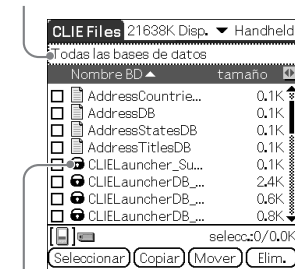 CLIE Files 21638K Disp. ▼ Handheld
Todas las bases de datos
Nombre BD ▲ tamaño
AddressCountrie... 0.1K
AddressDB 0.1K
AddressStatesDB 0.1K
AddressTitlesDB 0.1K
CLIELauncher_Su... 0.1K
CLIELauncherDB_... 2.4K
CLIELauncherDB_... 0.6K
CLIELauncherDB_... 0.8K
selecc.:0/0.0K
Seleccionar Copiar Mover Elim.